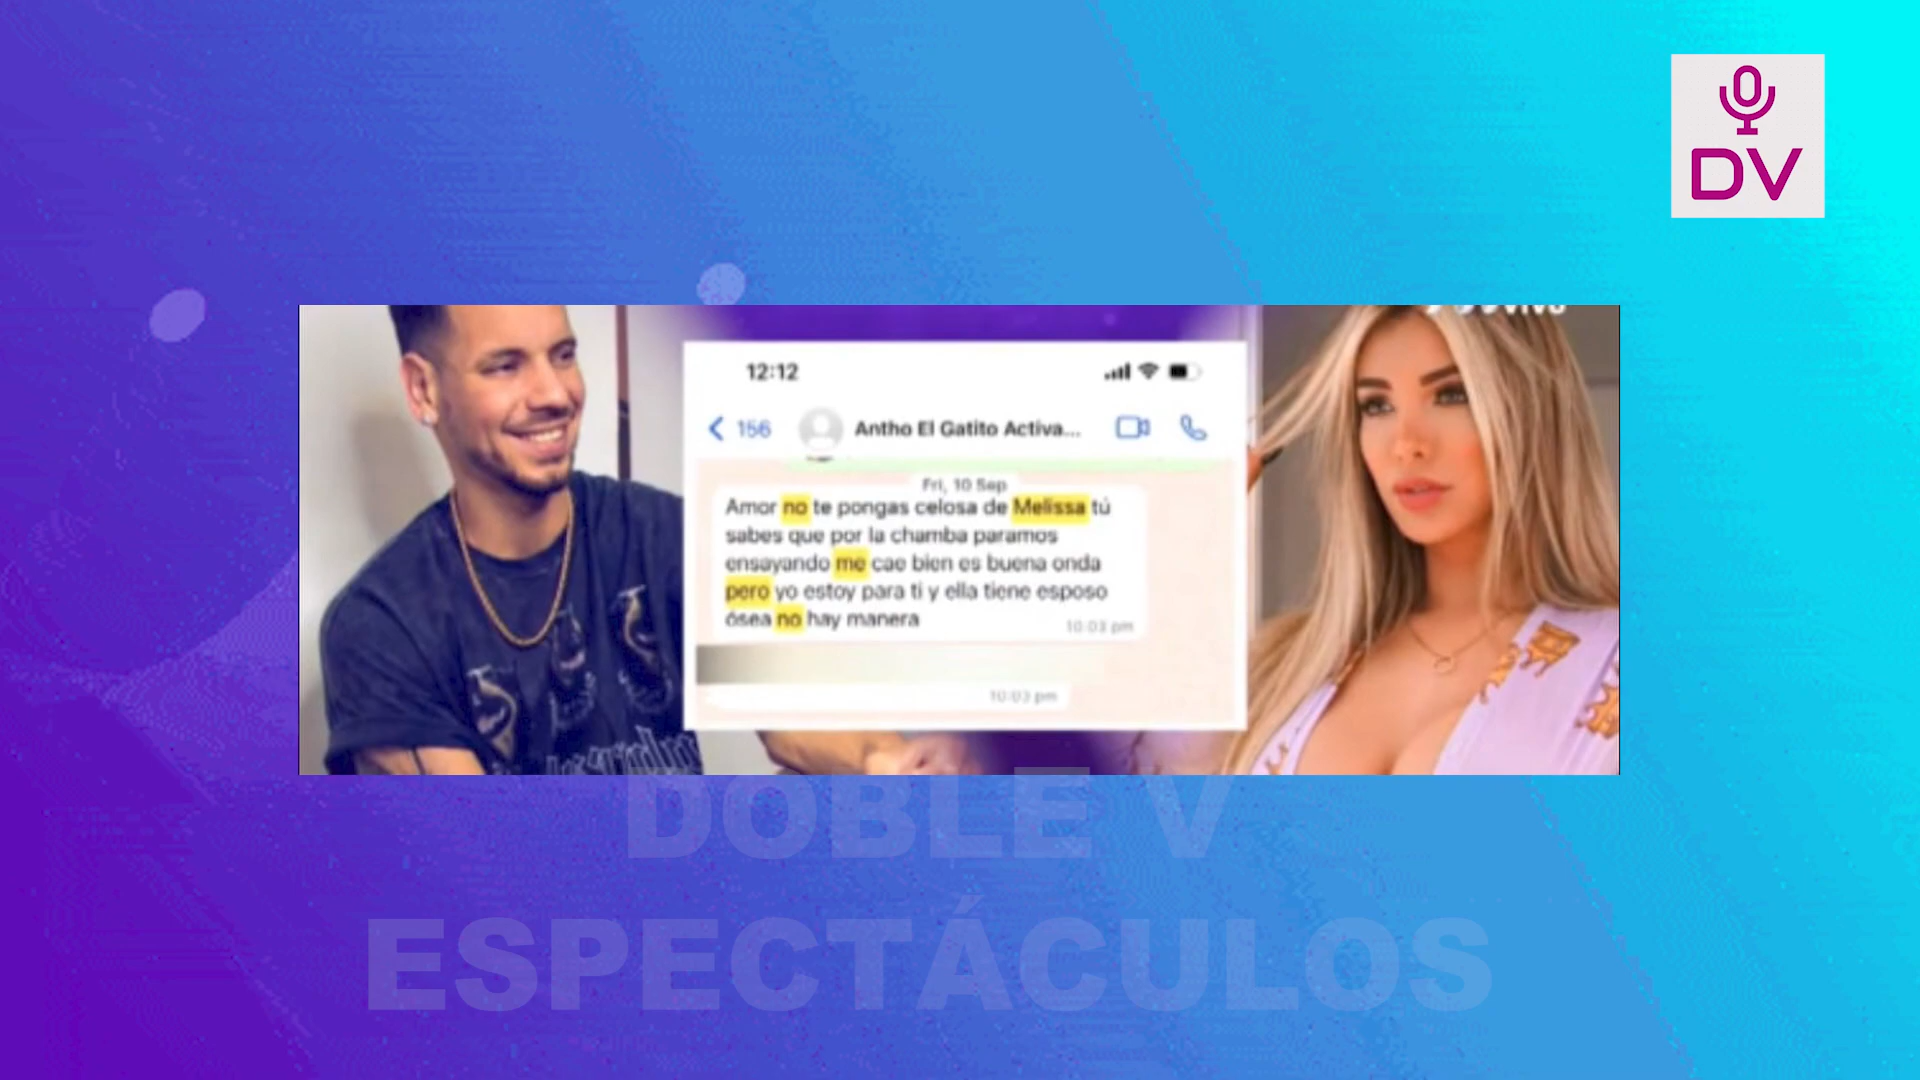 DV
12:12
156
Antho El Gatito Activa...
Fri, 10 Sep
Amor no te pongas celosa de Melissa tú
sabes que por la chamba paramos
ensayando me cae bien es buena onda
pero yo estoy para ti y ella tiene esposo
ósea no hay manera
10:03 pm
10:03 pm
DOBLE V
ESPECTÁCULOS